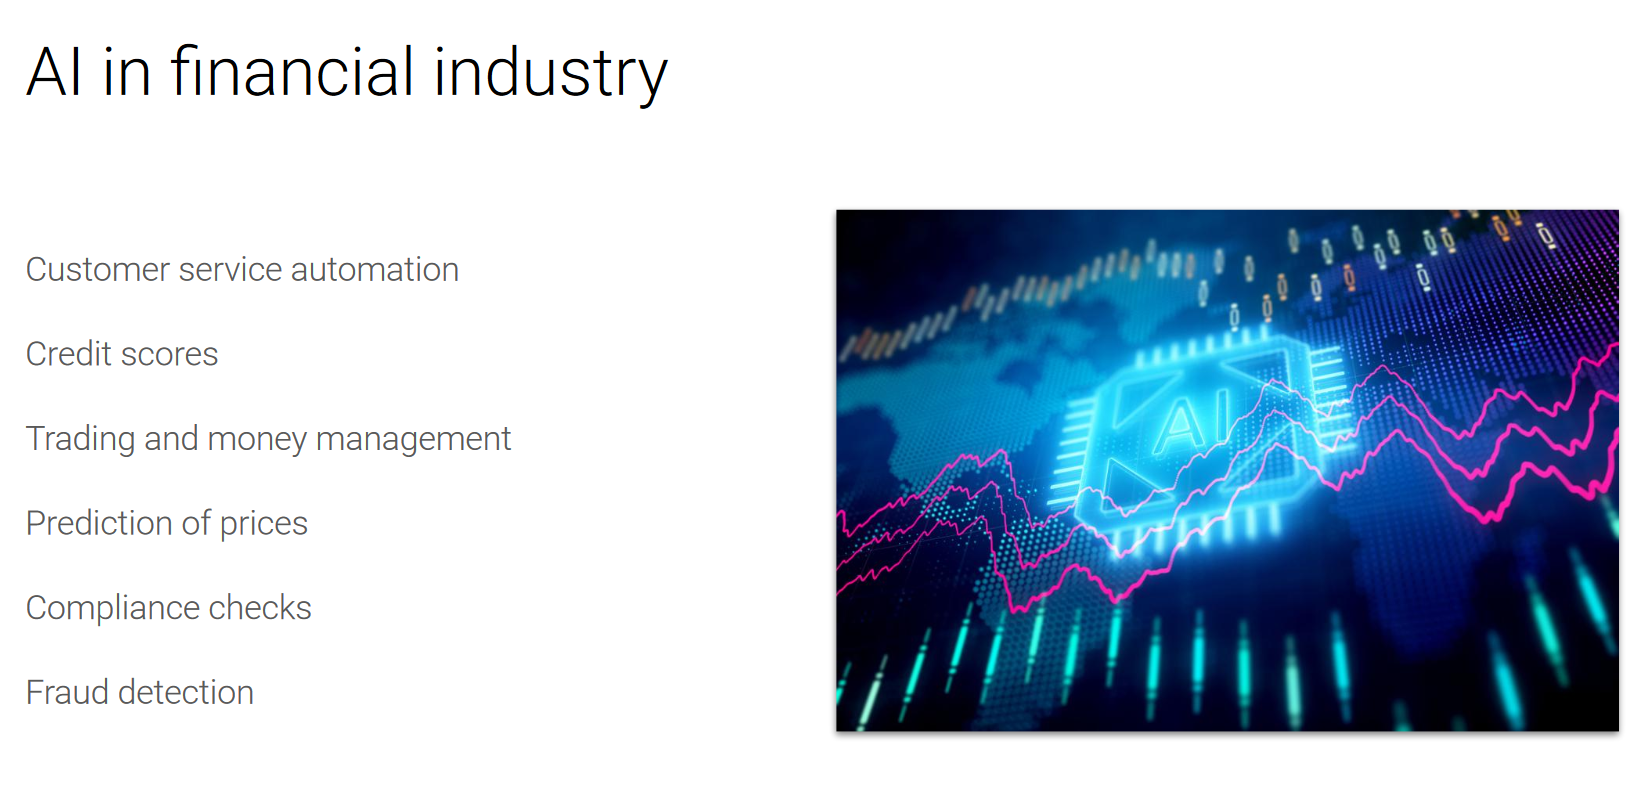 AI in financial industry
Customer service automation
Credit scores
Trading and money management
Prediction of prices
Compliance checks
Fraud detection
AI